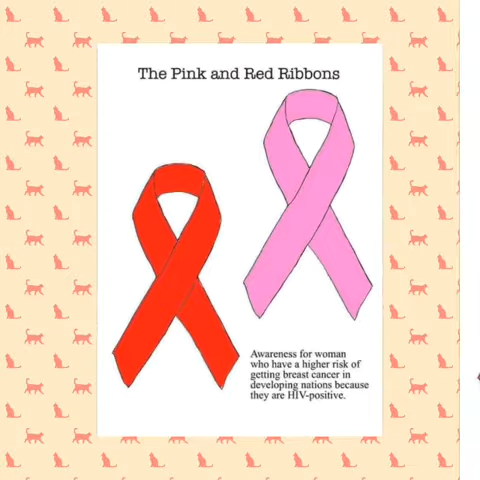 The Pink and Red Ribbons
Awareness for woman
who have a higher risk of
getting breast cancer in
developing nations because
they are HIV-positive.